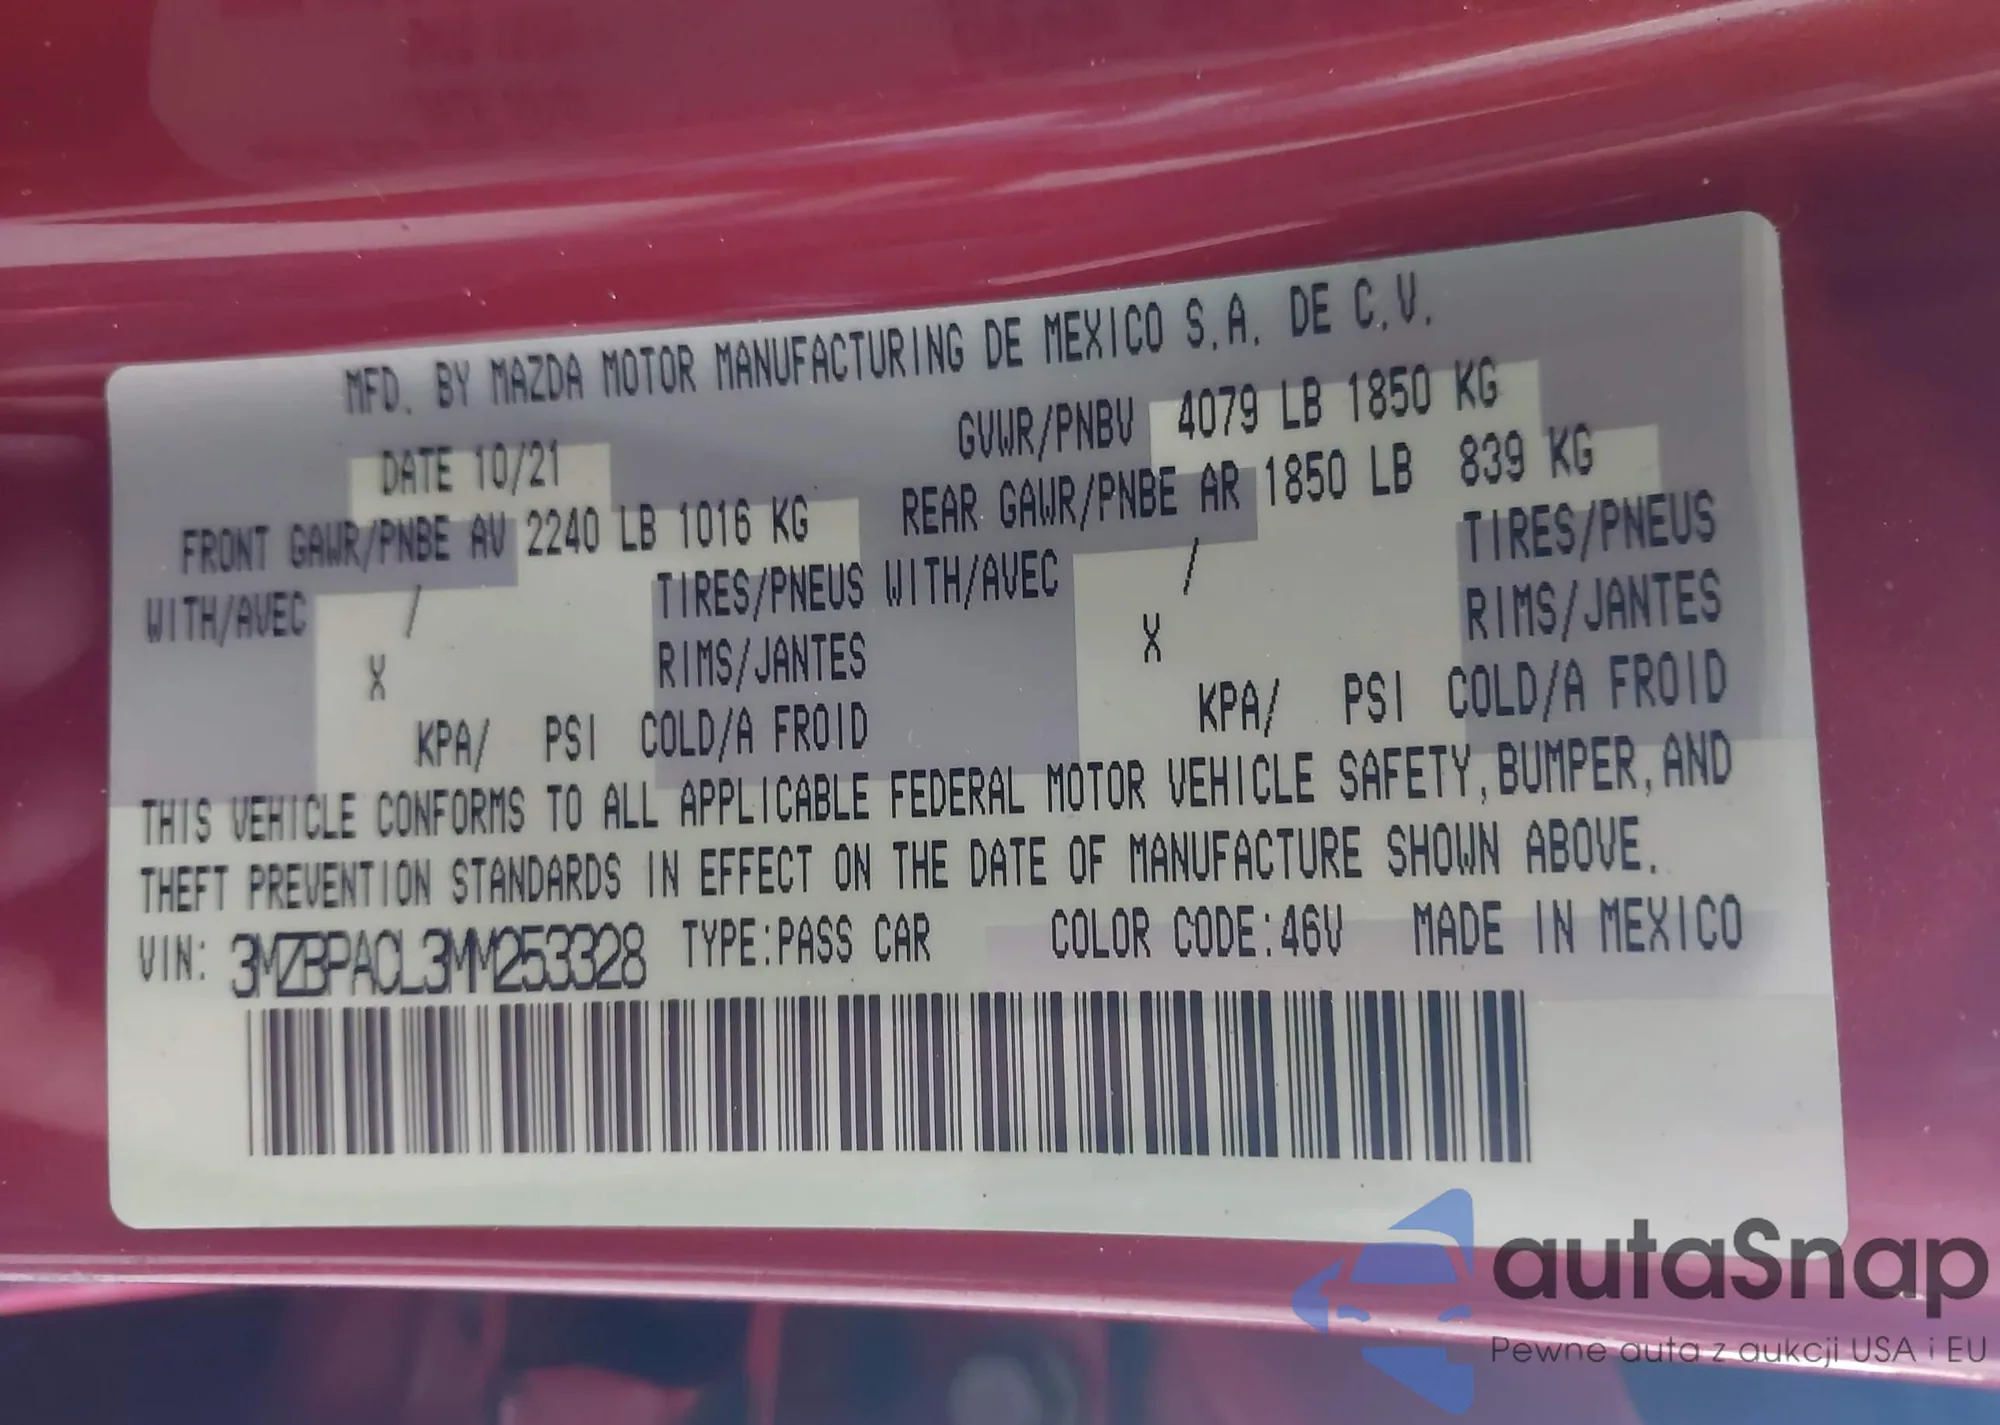 MFD. BY MAZDA MOTOR MANUFACTURING DE MEXICO S.A. DE C.V.
DATE 10/21 GVWR/PNBV 4079 LB 1850 KG
FRONT GAWR/PNBE AV 2240 LB 1016 KG REAR GAWR/PNBE AR 1850 LB 839 KG
WITH/AVEC / TIRES/PNEUS WITH/AVEC / TIRES/PNEUS
X RIMS/JANTES X RIMS/JANTES
KPA/ PSI COLD/A FROID KPA/ PSI COLD/A FROID
THIS VEHICLE CONFORMS TO ALL APPLICABLE FEDERAL MOTOR VEHICLE SAFETY, BUMPER, AND
THEFT PREVENTION STANDARDS IN EFFECT ON THE DATE OF MANUFACTURE SHOWN ABOVE.
VIN: 3MZBPACL3MM253328 TYPE:PASS CAR COLOR CODE:46V MADE IN MEXICO
autaSnap
Pewne auta z aukcji USA i EU